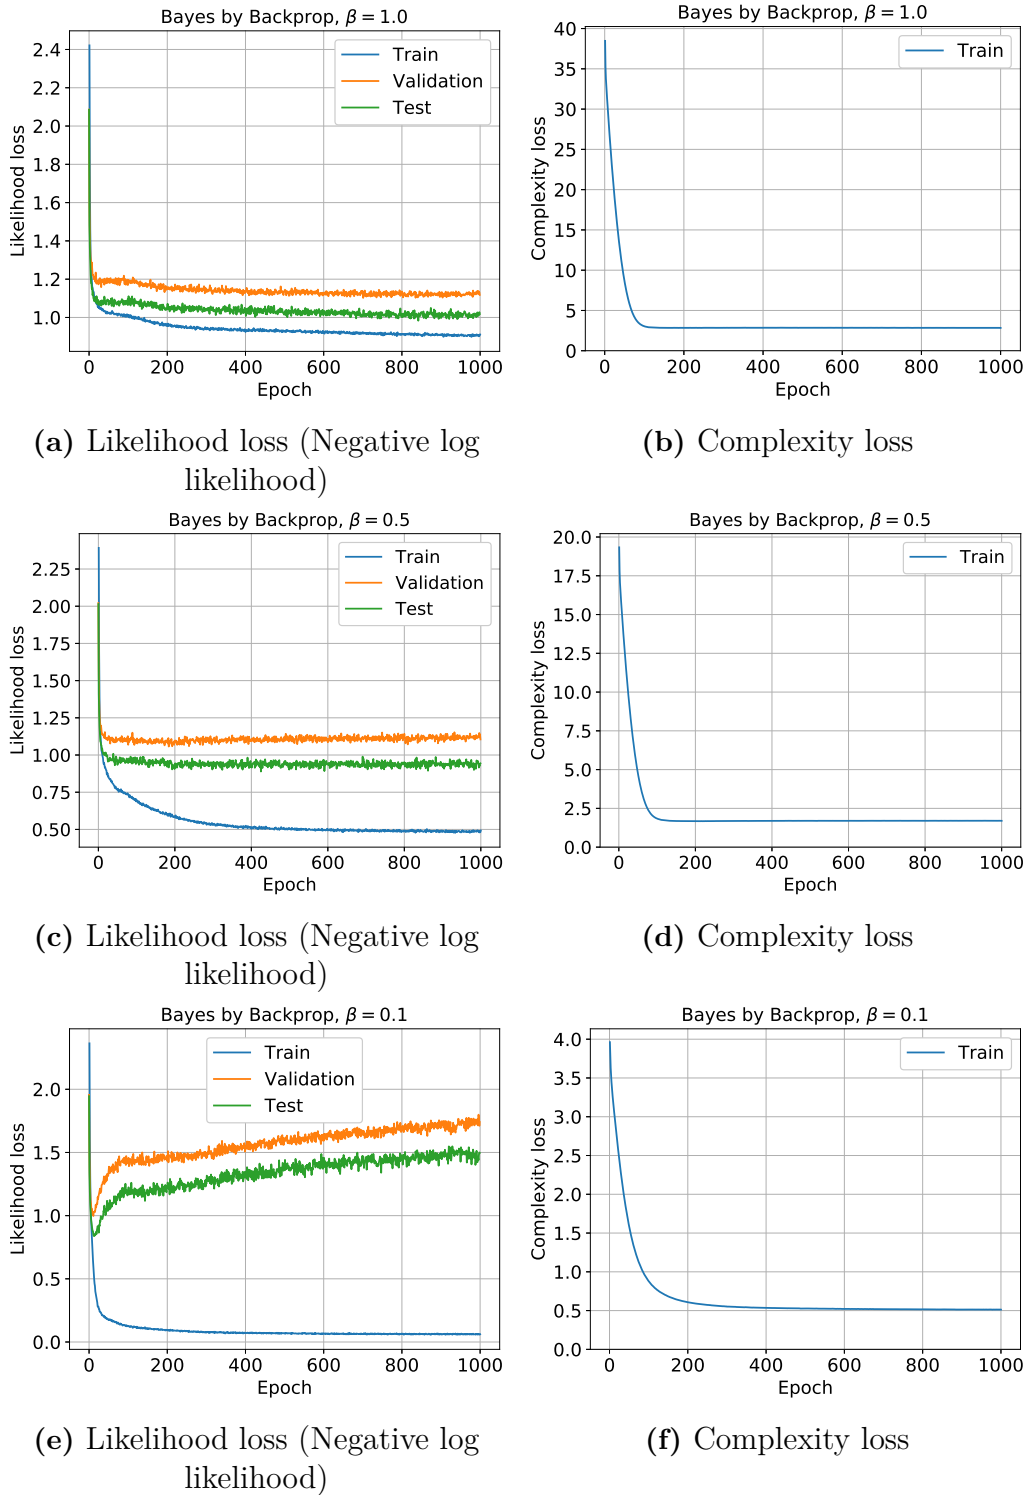 Bayes by Backprop, β = 1.0
Likelihood loss
2.4
2.2
2.0
1.8
1.6
1.4
1.2
1.0
Train
Validation
Test
0 200 400 600 800 1000
Epoch
(a) Likelihood loss (Negative log
likelihood)
Bayes by Backprop, β = 1.0
Complexity loss
40
35
30
25
20
15
10
5
0
Train
0 200 400 600 800 1000
Epoch
(b) Complexity loss
Bayes by Backprop, β = 0.5
Likelihood loss
2.25
2.00
1.75
1.50
1.25
1.00
0.75
0.50
Train
Validation
Test
0 200 400 600 800 1000
Epoch
(c) Likelihood loss (Negative log
likelihood)
Bayes by Backprop, β = 0.5
Complexity loss
20.0
17.5
15.0
12.5
10.0
7.5
5.0
2.5
0.0
Train
0 200 400 600 800 1000
Epoch
(d) Complexity loss
Bayes by Backprop, β = 0.1
Likelihood loss
2.0
1.5
1.0
0.5
0.0
Train
Validation
Test
0 200 400 600 800 1000
Epoch
(e) Likelihood loss (Negative log
likelihood)
Bayes by Backprop, β = 0.1
Complexity loss
4.0
3.5
3.0
2.5
2.0
1.5
1.0
0.5
0.0
Train
0 200 400 600 800 1000
Epoch
(f) Complexity loss